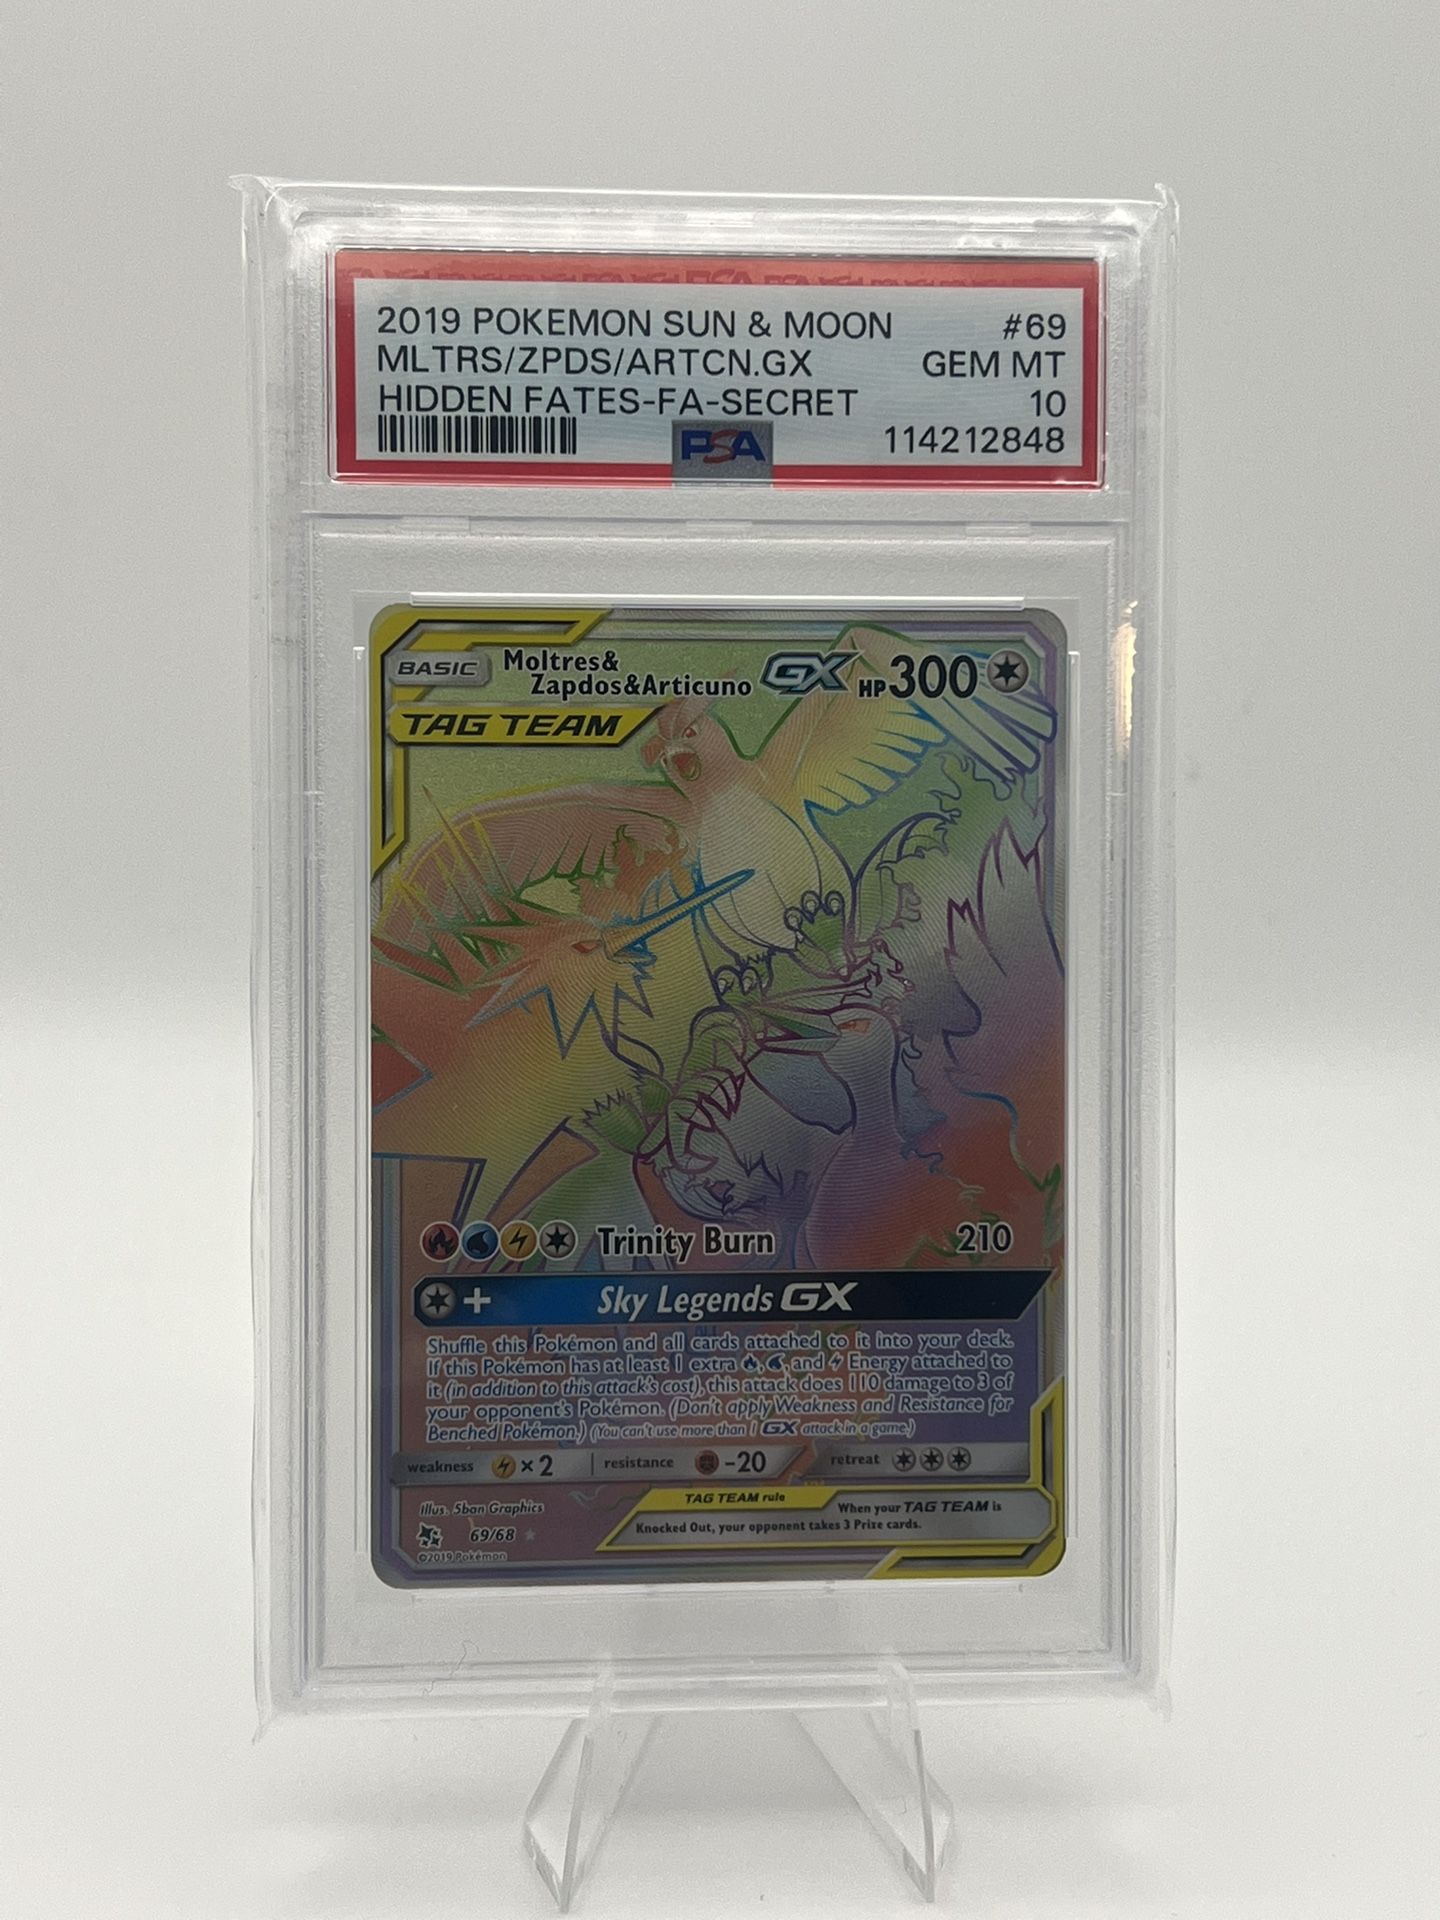 2019 POKEMON SUN & MOON #69
MLTRS/ZPDS/ARTCN.GX GEM MT
HIDDEN FATES-FA-SECRET 10
PSA 114212848
BASIC Moltres&
Zapdos&Articuno GX HP300
TAG TEAM
Trinity Burn 210
+ Sky Legends GX
Shuffle this Pokémon and all cards attached to it into your deck.
If this Pokémon has at least 1 extra , , and Energy attached to
it (in addition to this attack's cost), this attack does 110 damage to 3 of
your opponent's Pokémon. (Don't apply Weakness and Resistance for
Benched Pokémon.) (You can't use more than 1 GX attack in a game.)
weakness ×2 resistance -20 retreat
Illus. 5ban Graphics
TAG TEAM rule When your TAG TEAM is
Knocked Out, your opponent takes 3 Prize cards.
69/68
©2019 Pokémon